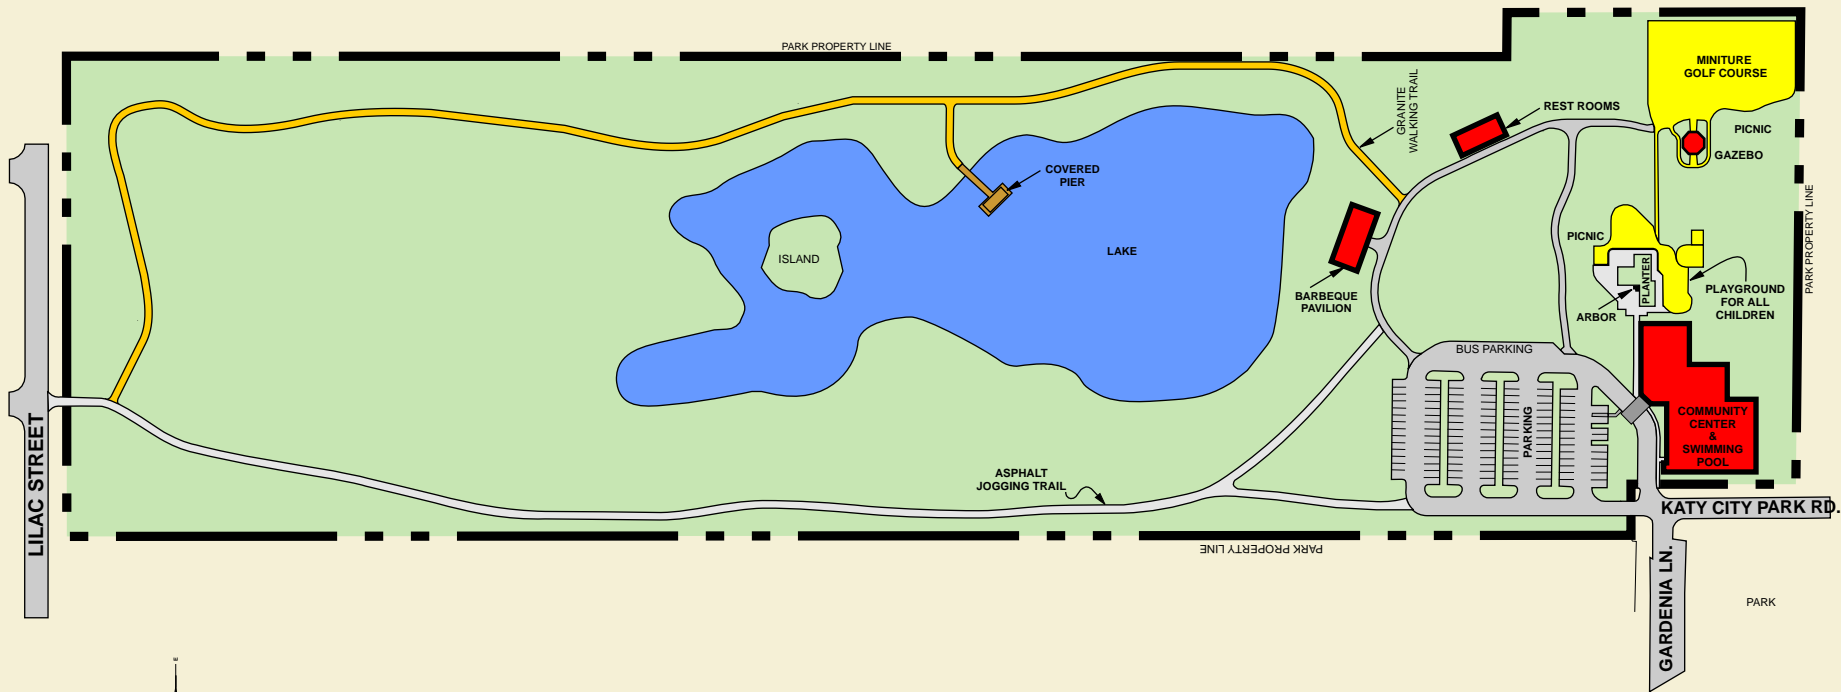 PARK PROPERTY LINE
MINITURE
GOLF COURSE
GRANITE
WALKING TRAIL
REST ROOMS
PICNIC
GAZEBO
COVERED
PIER
PARK PROPERTY LINE
PICNIC
LAKE
ISLAND
PLANTER
BARBEQUE
PAVILION
PLAYGROUND
FOR ALL
CHILDREN
ARBOR
BUS PARKING
PARKING
COMMUNITY
CENTER
&
SWIMMING
POOL
LILAC STREET
ASPHALT
JOGGING TRAIL
KATY CITY PARK RD.
PARK PROPERTY LINE
GARDENIA LN.
PARK